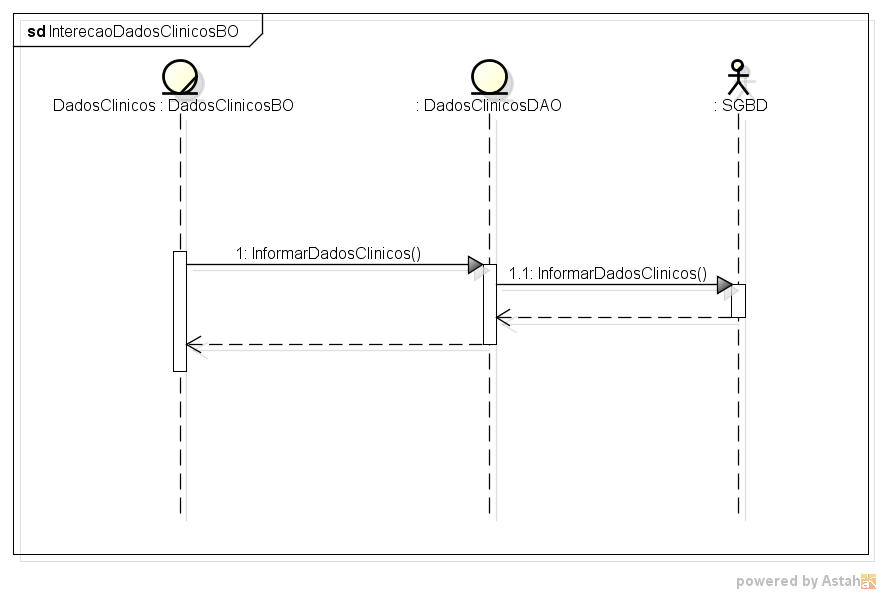 sd InterecaoDadosClinicosBO
DadosClinicos : DadosClinicosBO
: DadosClinicosDAO
: SGBD
1: InformarDadosClinicos()
1.1: InformarDadosClinicos()
powered by Astah